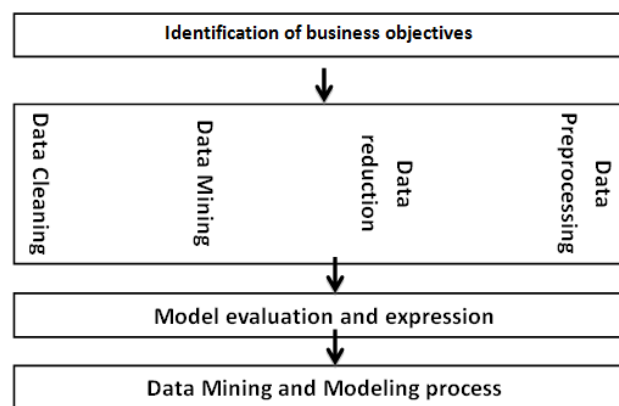 Identification of business objectives
Data Cleaning
Data Mining
Data
reduction
Data
Preprocessing
Model evaluation and expression
Data Mining and Modeling process